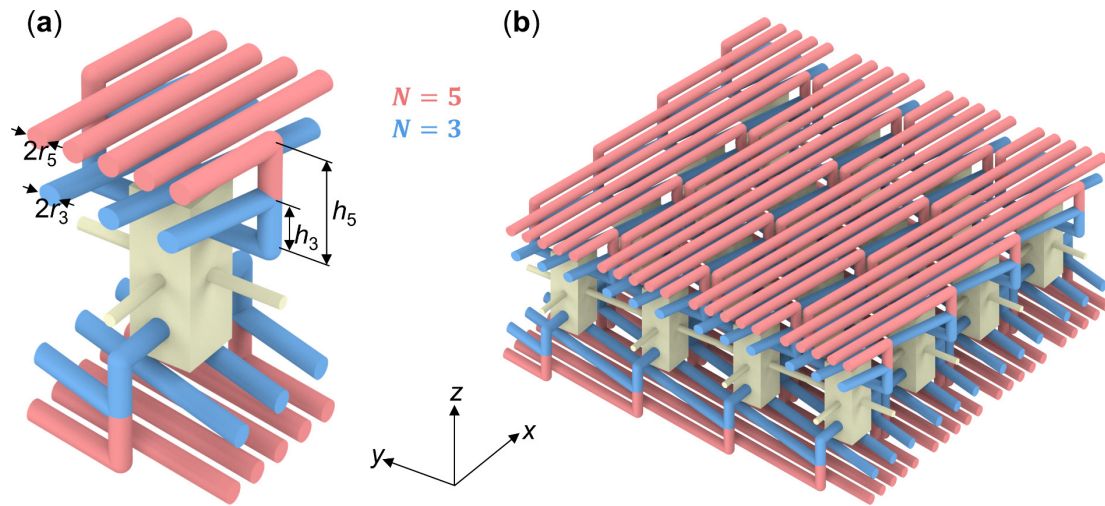 (a)
(b)
N = 5
N = 3
2r₅
2r₃
h₅
h₃
z
x
y